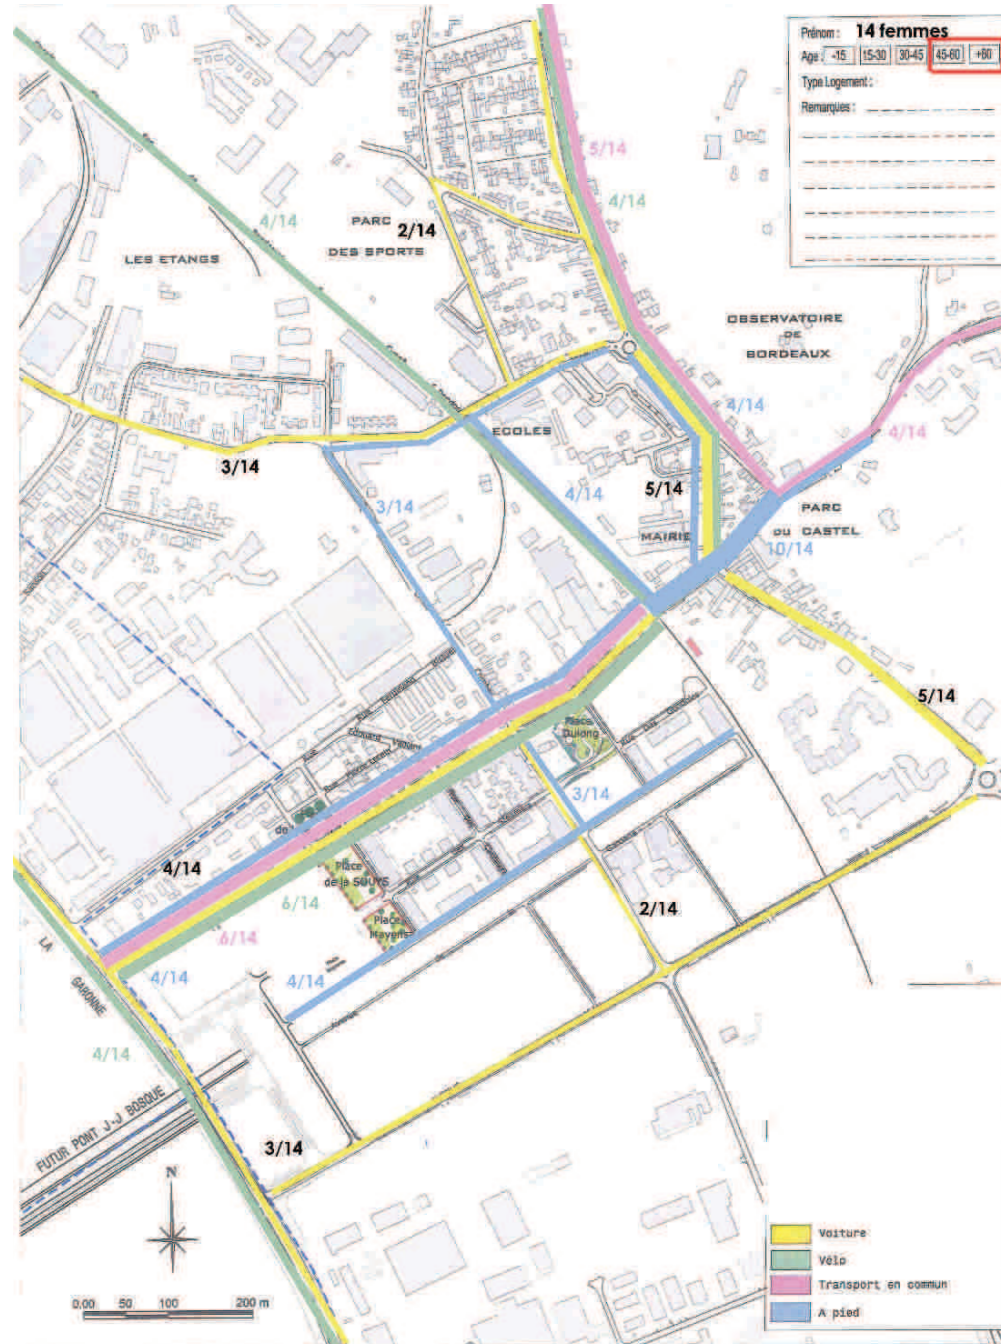 Prénom : 14 femmes
Age : -15 15-30 30-45 45-60 +60
Type Logement :
Remarques :
5/14
4/14
4/14
PARC
DES SPORTS
2/14
LES ETANGS
OBSERVATOIRE
DE
BORDEAUX
4/14
4/14
ECOLES
3/14
3/14
4/14
5/14
MAIRIE
PARC
DU CASTEL
10/14
5/14
Place
Dulong
3/14
4/14
Place
de la SOUYS
6/14
Place
Mayens
2/14
6/14
4/14
4/14
LA
GARONNE
4/14
FUTUR PONT J-J BOSQUE
3/14
N
0.00 50 100 200 m
Voiture
Vélo
Transport en commun
A pied